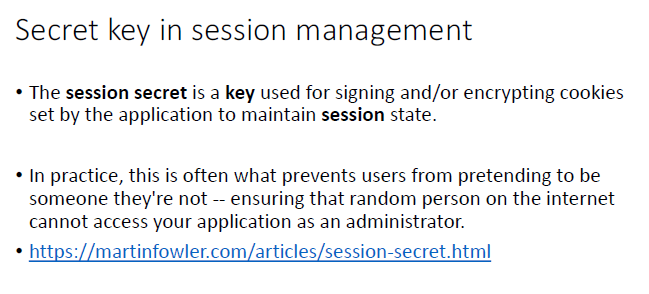 Secret key in session management
• The session secret is a key used for signing and/or encrypting cookies
set by the application to maintain session state.
• In practice, this is often what prevents users from pretending to be
someone they're not -- ensuring that random person on the internet
cannot access your application as an administrator.
• https://martinfowler.com/articles/session-secret.html